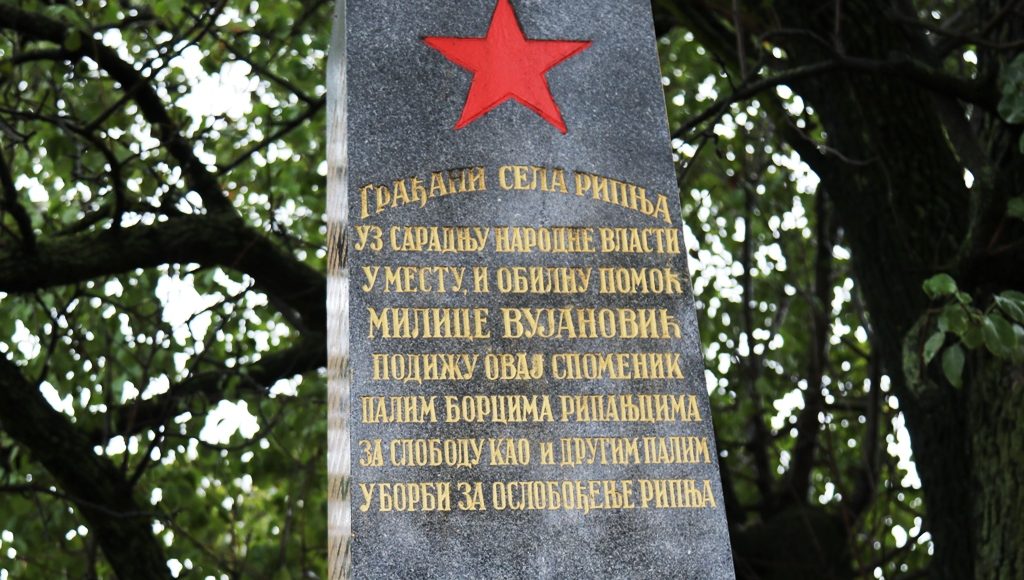 ГРАЂАНИ СЕЛА РИПЊА
УЗ САРАДЊУ НАРОДНЕ ВЛАСТИ
У МЕСТУ, И ОБИЛНУ ПОМОЋ
МИЛИЦЕ ВУЈАНОВИЋ
ПОДИЖУ ОВАЈ СПОМЕНИК
ПАЛИМ БОРЦИМА РИПАЊЦИМА
ЗА СЛОБОДУ КАО И ДРУГИМ ПАЛИМ
У БОРБИ ЗА ОСЛОБОЂЕЊЕ РИПЊА